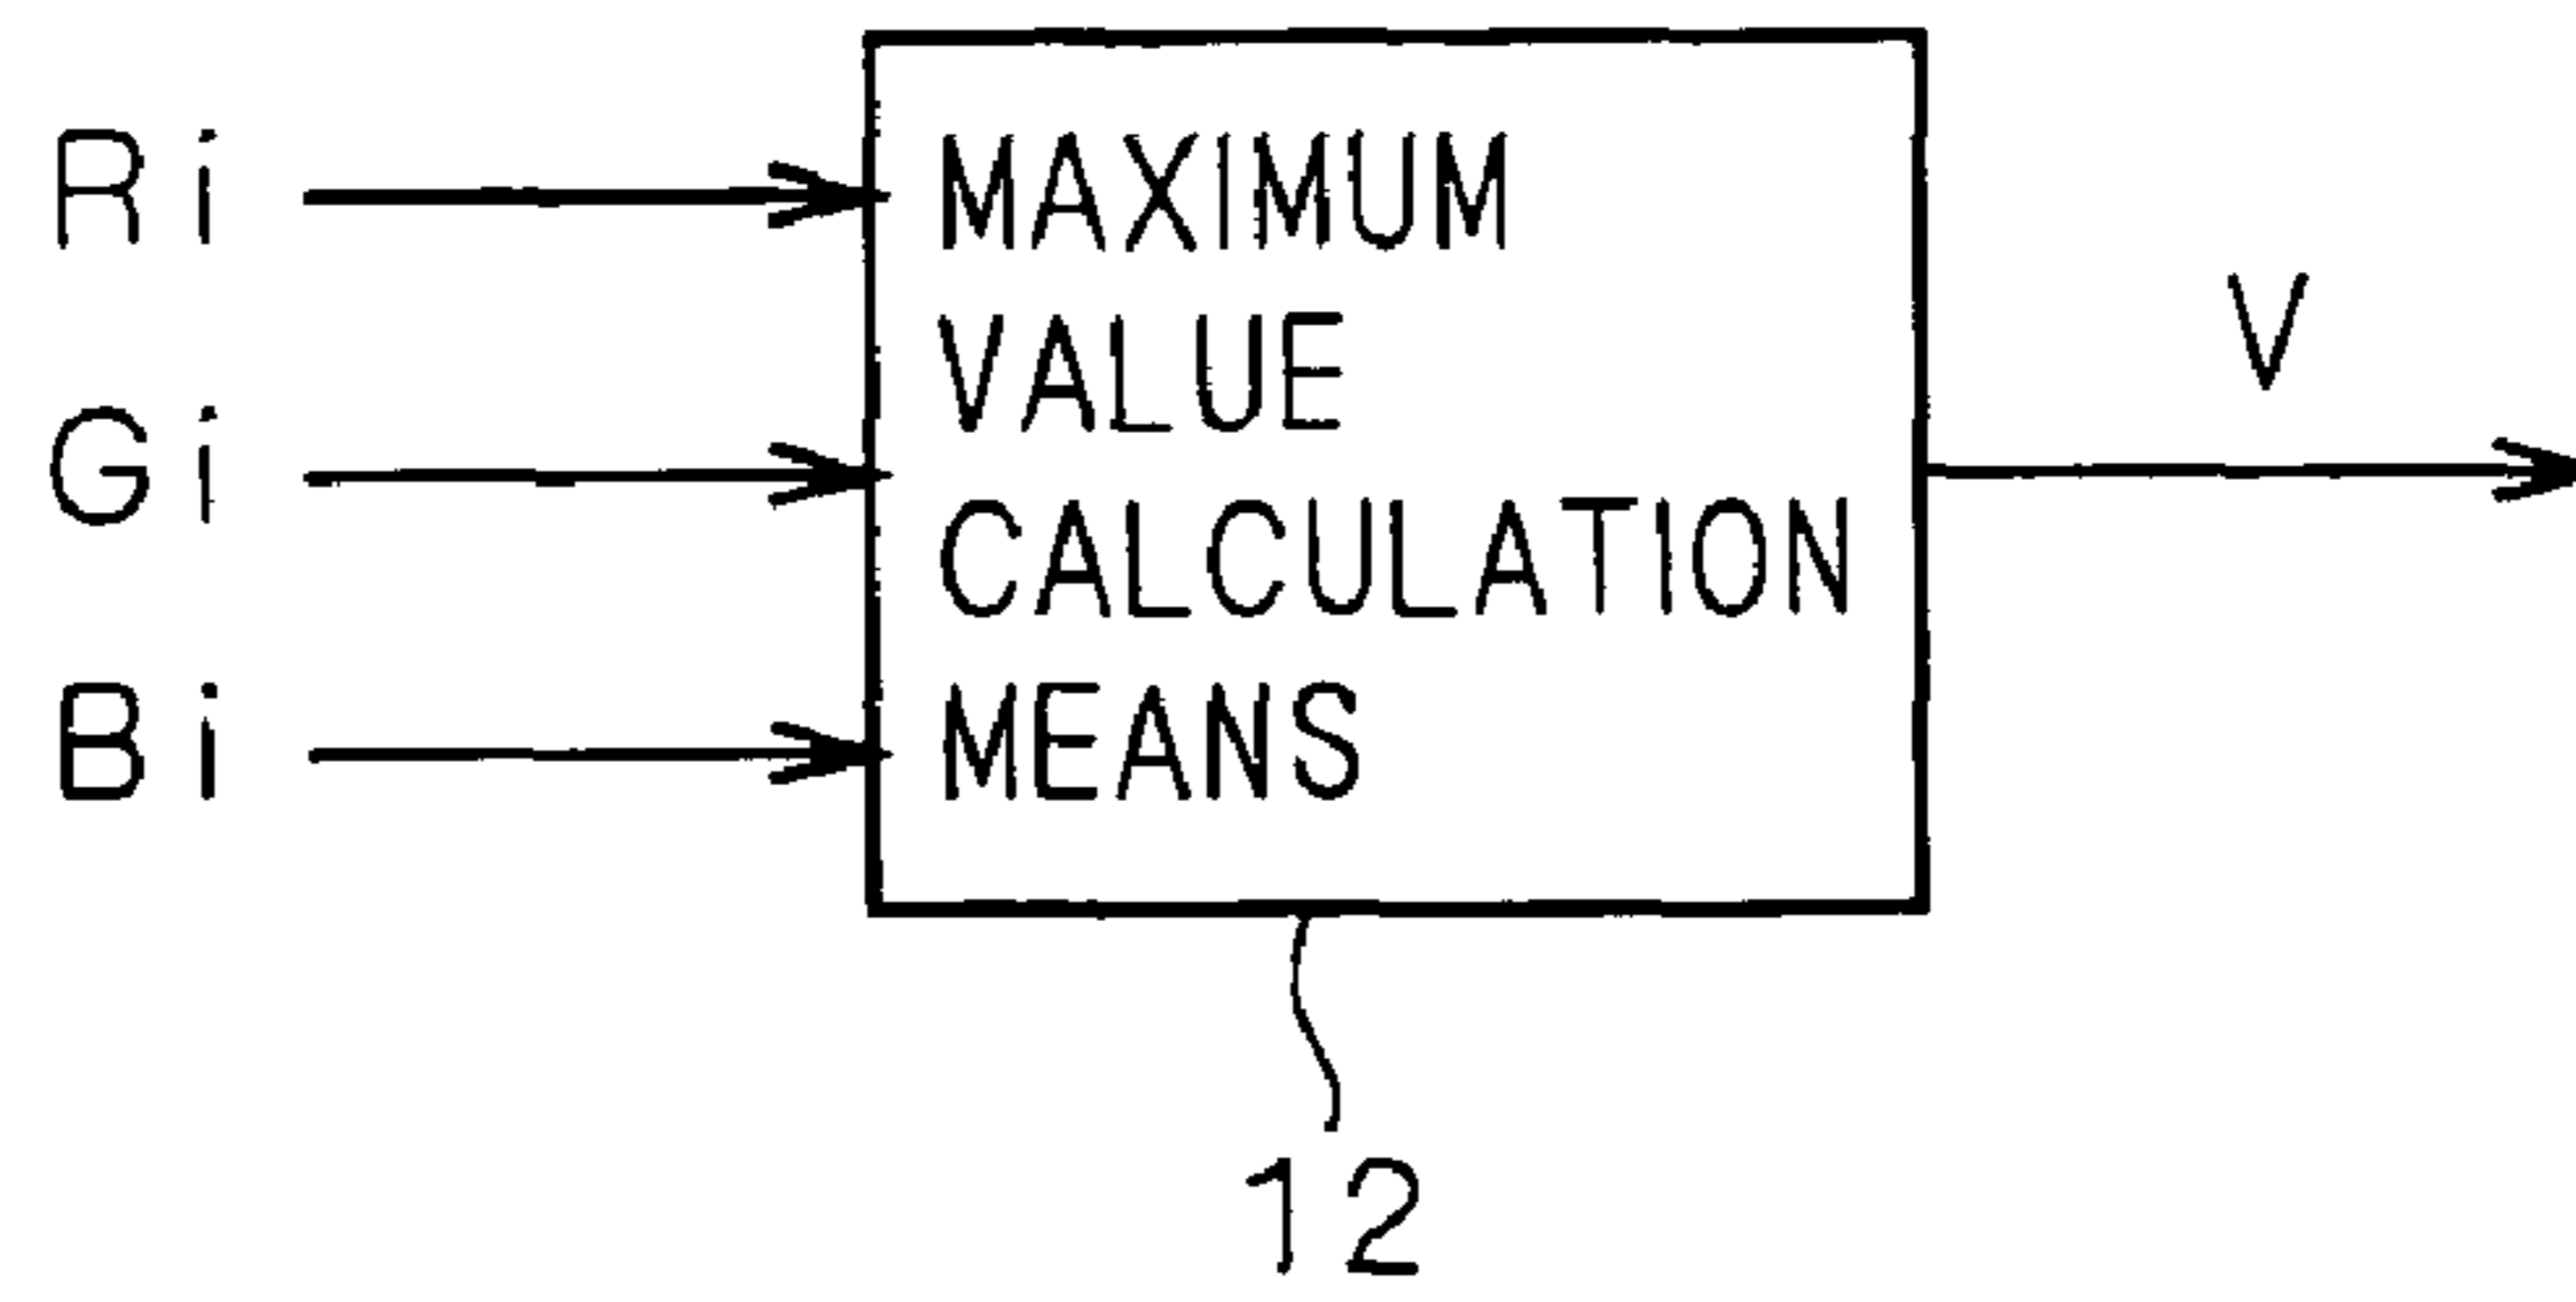 Ri
Gi
Bi
MAXIMUM
VALUE
CALCULATION
MEANS
V
12